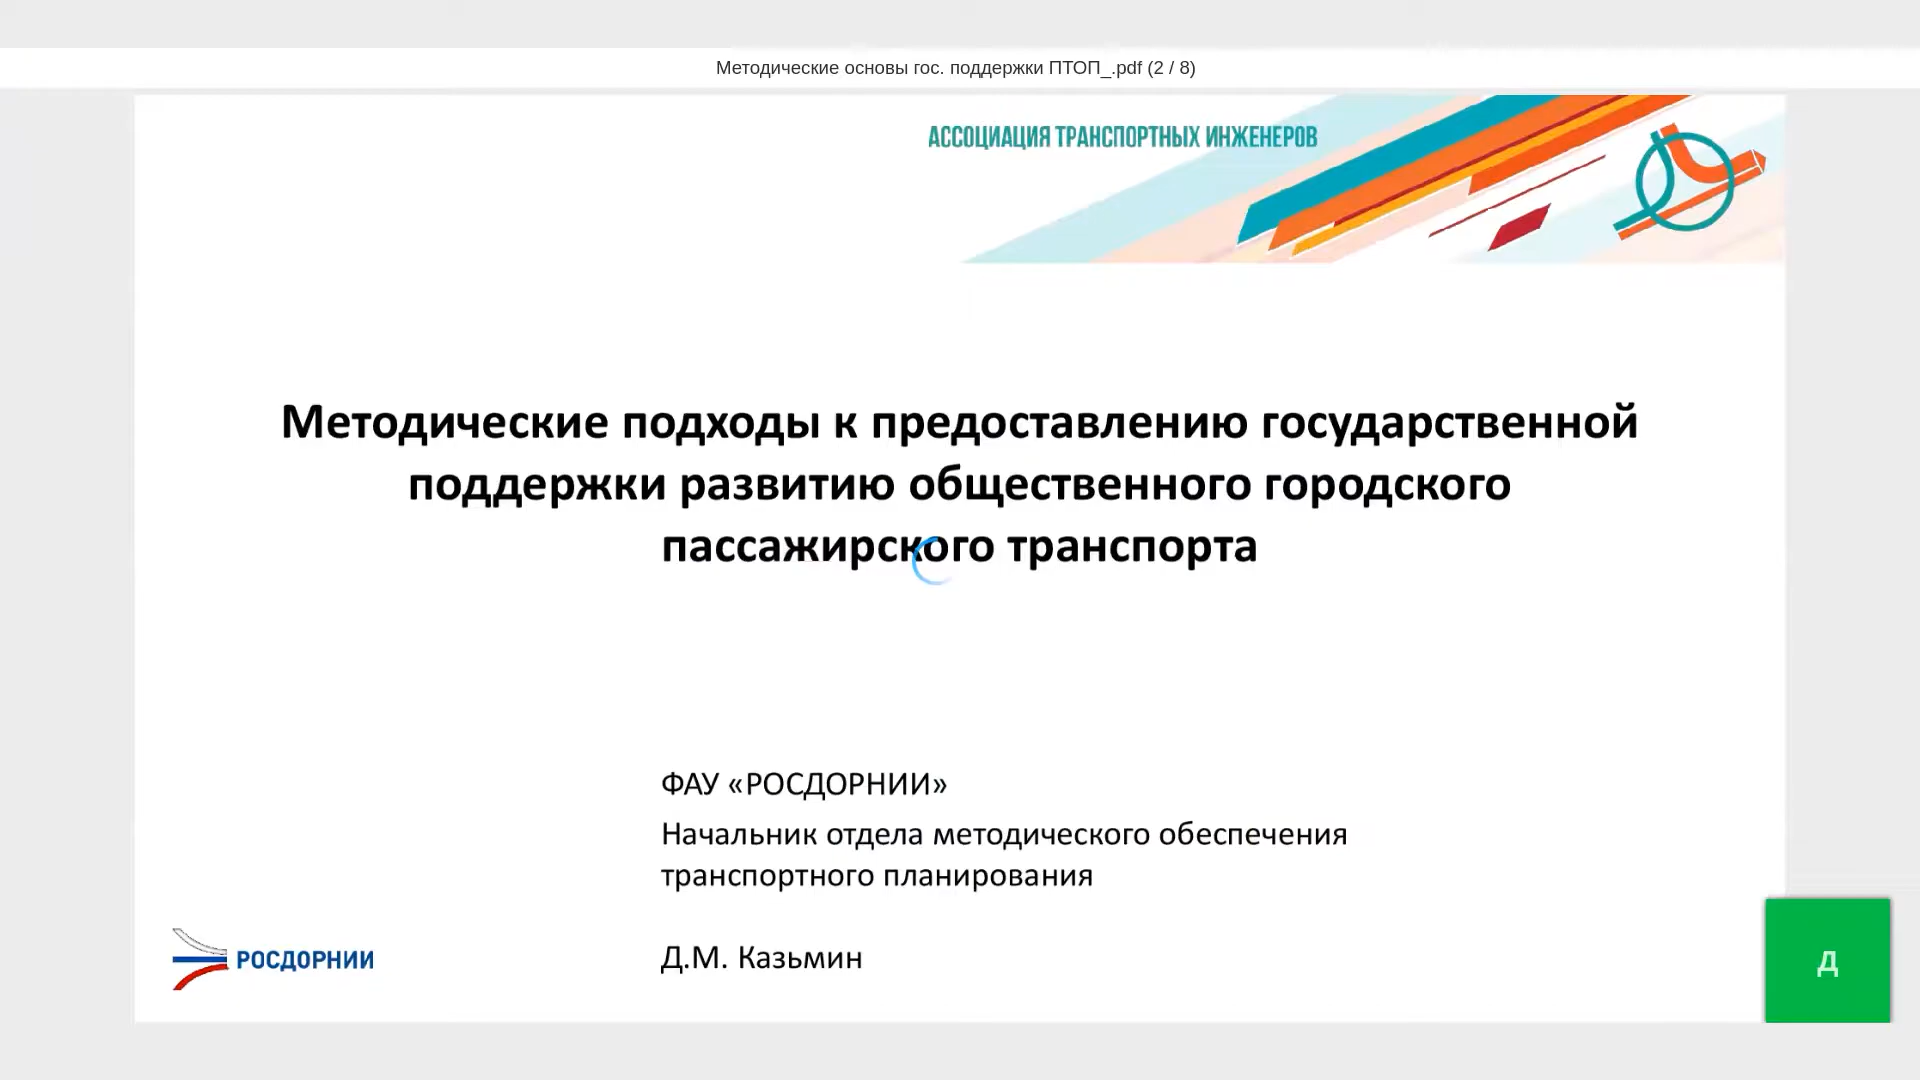 Методические основы гос. поддержки ПТОП_.pdf (2 / 8)
АССОЦИАЦИЯ ТРАНСПОРТНЫХ ИНЖЕНЕРОВ
Методические подходы к предоставлению государственной
поддержки развитию общественного городского
пассажирского транспорта
ФАУ «РОСДОРНИИ»
Начальник отдела методического обеспечения
транспортного планирования
РОСДОРНИИ
Д.М. Казьмин
Д